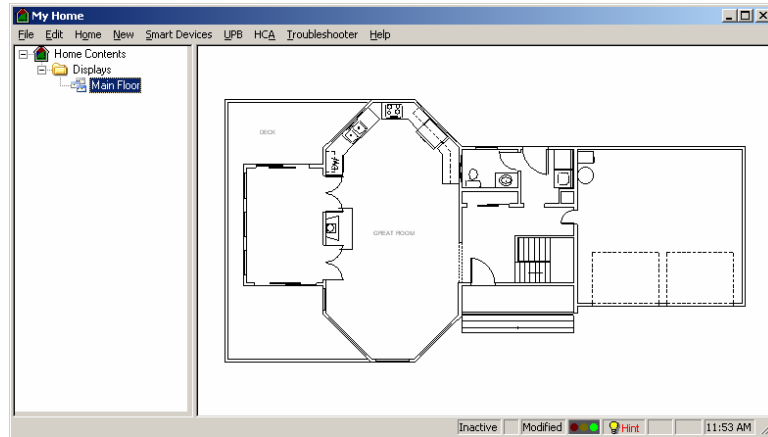 My Home
File Edit Home New Smart Devices UPB HCA Troubleshooter Help
Home Contents
Displays
Main Floor
DECK
GREAT ROOM
Inactive Modified Hint 11:53 AM